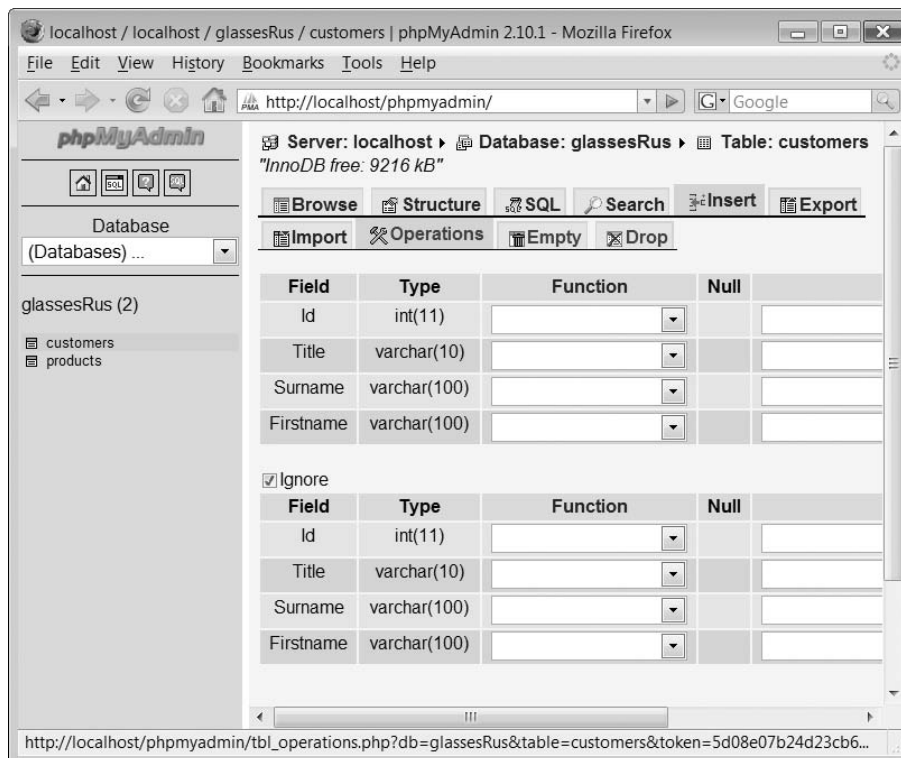 localhost / localhost / glassesRus / customers | phpMyAdmin 2.10.1 - Mozilla Firefox
File Edit View History Bookmarks Tools Help
PMA http://localhost/phpmyadmin/ G Google
phpMyAdmin
Server: localhost Database: glassesRus Table: customers
"InnoDB free: 9216 kB"
SQL
Browse Structure SQL Search Insert Export
Database
Import Operations Empty Drop
(Databases) ...
Field Type Function Null
glassesRus (2)
Id int(11)
customers
Title varchar(10)
products
Surname varchar(100)
Firstname varchar(100)
Ignore
Field Type Function Null
Id int(11)
Title varchar(10)
Surname varchar(100)
Firstname varchar(100)
http://localhost/phpmyadmin/tbl_operations.php?db=glassesRus&table=customers&token=5d08e07b24d23cb6...